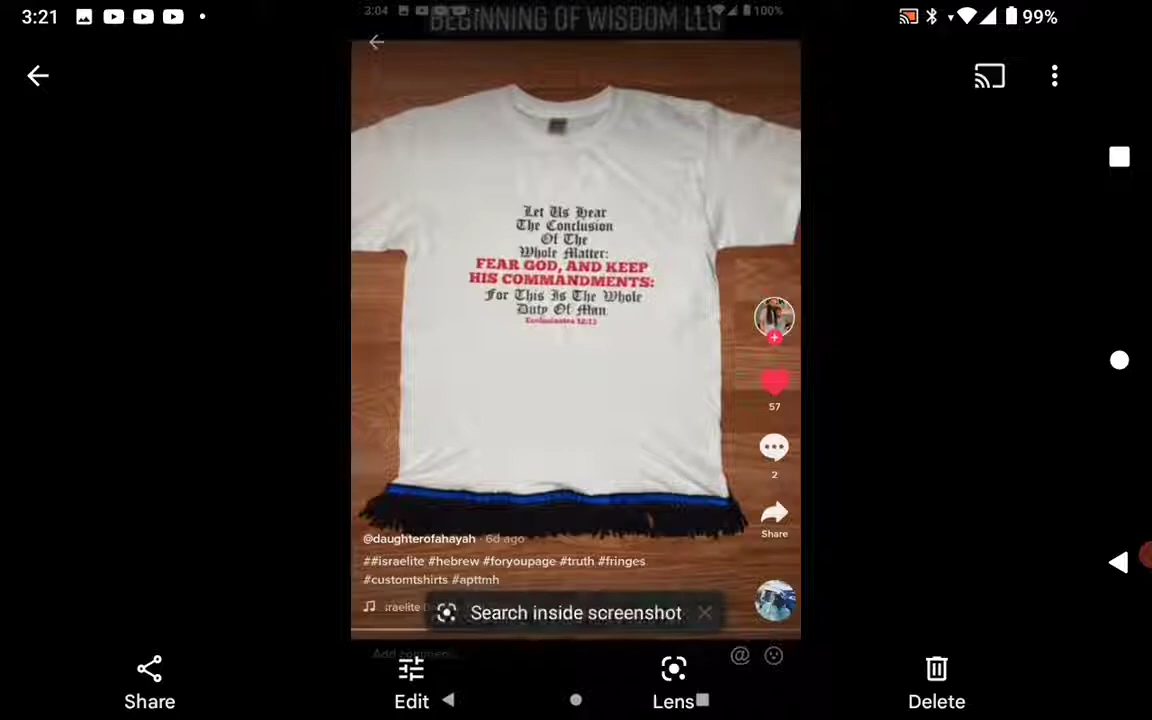 3:21
99%
3:04
100%
BEGINNING OF WISDOM LLC
Let Us Hear
The Conclusion
Of The
Whole Matter:
FEAR GOD, AND KEEP
HIS COMMANDMENTS:
For This Is The Whole
Duty Of Man
Ecclesiastes 12:13
57
2
Share
@daughterofahayah · 6d ago
##israelite #hebrew #foryoupage #truth #fringes
#customtshirts #apttmh
Search inside screenshot
Add comment
Share
Edit
Lens
Delete